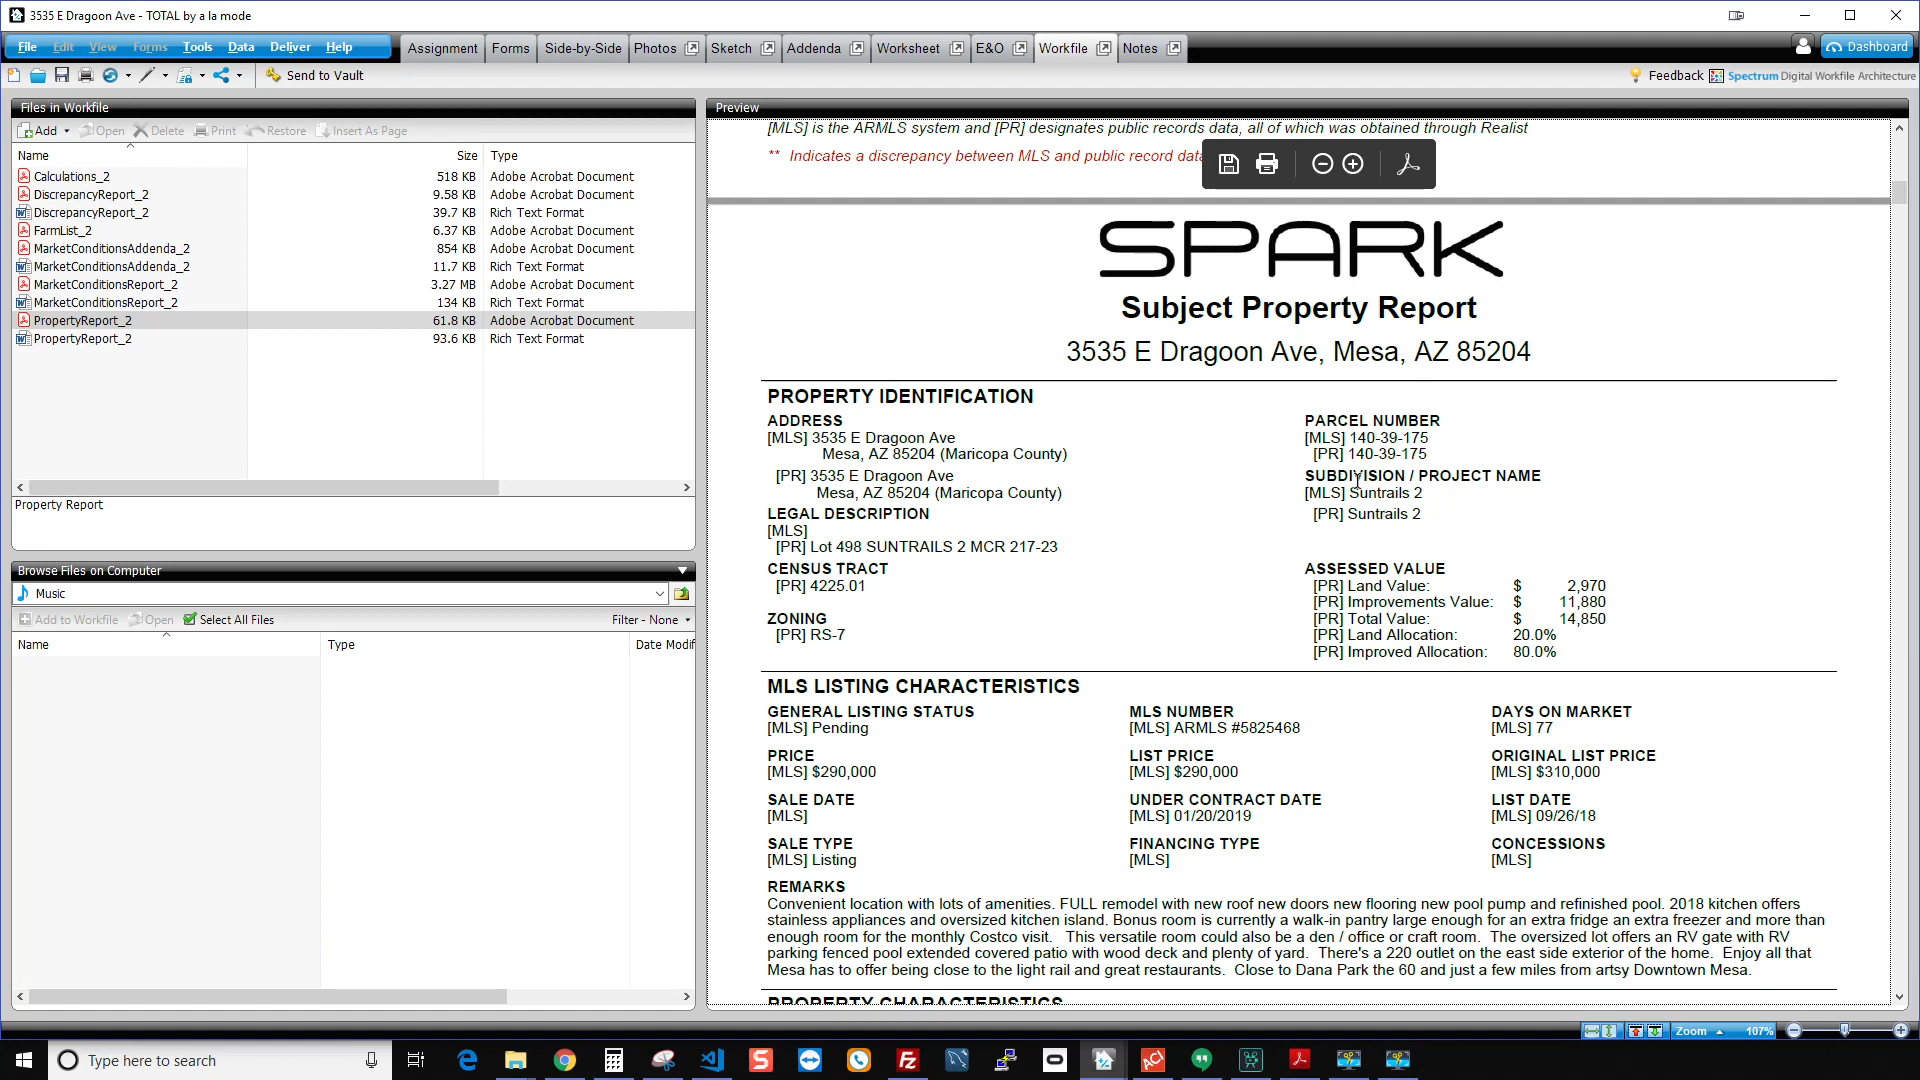 3535 E Dragoon Ave - TOTAL by a la mode
File Edit View Forms Tools Data Deliver Help
Assignment Forms Side-by-Side Photos Sketch Addenda Worksheet E&O Workfile Notes
Dashboard
Send to Vault
Feedback Spectrum Digital Workfile Architecture
Files in Workfile
Add Open Delete Print Restore Insert As Page
Name Size Type
Calculations_2 518 KB Adobe Acrobat Document
DiscrepancyReport_2 9.58 KB Adobe Acrobat Document
DiscrepancyReport_2 39.7 KB Rich Text Format
FarmList_2 6.37 KB Adobe Acrobat Document
MarketConditionsAddenda_2 854 KB Adobe Acrobat Document
MarketConditionsAddenda_2 11.7 KB Rich Text Format
MarketConditionsReport_2 3.27 MB Adobe Acrobat Document
MarketConditionsReport_2 134 KB Rich Text Format
PropertyReport_2 61.8 KB Adobe Acrobat Document
PropertyReport_2 93.6 KB Rich Text Format
Property Report
Browse Files on Computer
Music
Add to Workfile Open Select All Files Filter - None
Name Type Date Modif
Preview
[MLS] is the ARMLS system and [PR] designates public records data, all of which was obtained through Realist
** Indicates a discrepancy between MLS and public record data
SPARK
Subject Property Report
3535 E Dragoon Ave, Mesa, AZ 85204
PROPERTY IDENTIFICATION
ADDRESS
[MLS] 3535 E Dragoon Ave
Mesa, AZ 85204 (Maricopa County)
[PR] 3535 E Dragoon Ave
Mesa, AZ 85204 (Maricopa County)
LEGAL DESCRIPTION
[MLS]
[PR] Lot 498 SUNTRAILS 2 MCR 217-23
CENSUS TRACT
[PR] 4225.01
ZONING
[PR] RS-7
PARCEL NUMBER
[MLS] 140-39-175
[PR] 140-39-175
SUBDIVISION / PROJECT NAME
[MLS] Suntrails 2
[PR] Suntrails 2
ASSESSED VALUE
[PR] Land Value: $ 2,970
[PR] Improvements Value: $ 11,880
[PR] Total Value: $ 14,850
[PR] Land Allocation: 20.0%
[PR] Improved Allocation: 80.0%
MLS LISTING CHARACTERISTICS
GENERAL LISTING STATUS MLS NUMBER DAYS ON MARKET
[MLS] Pending [MLS] ARMLS #5825468 [MLS] 77
PRICE LIST PRICE ORIGINAL LIST PRICE
[MLS] $290,000 [MLS] $290,000 [MLS] $310,000
SALE DATE UNDER CONTRACT DATE LIST DATE
[MLS] [MLS] 01/20/2019 [MLS] 09/26/18
SALE TYPE FINANCING TYPE CONCESSIONS
[MLS] Listing [MLS] [MLS]
REMARKS
Convenient location with lots of amenities. FULL remodel with new roof new doors new flooring new pool pump and refinished pool. 2018 kitchen offers
stainless appliances and oversized kitchen island. Bonus room is currently a walk-in pantry large enough for an extra fridge an extra freezer and more than
enough room for the monthly Costco visit. This versatile room could also be a den / office or craft room. The oversized lot offers an RV gate with RV
parking fenced pool extended covered patio with wood deck and plenty of yard. There's a 220 outlet on the east side exterior of the home. Enjoy all that
Mesa has to offer being close to the light rail and great restaurants. Close to Dana Park the 60 and just a few miles from artsy Downtown Mesa.
PROPERTY CHARACTERISTICS
Zoom 107%
Type here to search